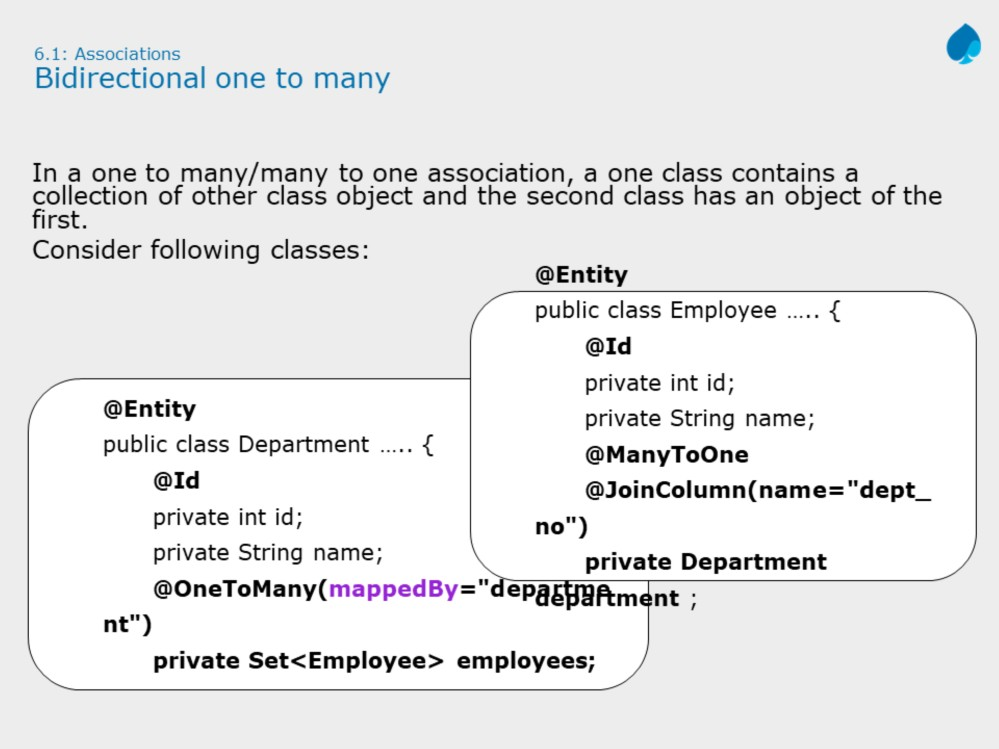 6.1: Associations
Bidirectional one to many
In a one to many/many to one association, a one class contains a
collection of other class object and the second class has an object of the
first.
Consider following classes:
@Entity
public class Employee ….. {
@Id
private int id;
private String name;
@ManyToOne
@JoinColumn(name="dept_
no")
private Department
department ;
@Entity
public class Department ….. {
@Id
private int id;
private String name;
@OneToMany(mappedBy="departme
nt")
private Set<Employee> employees;